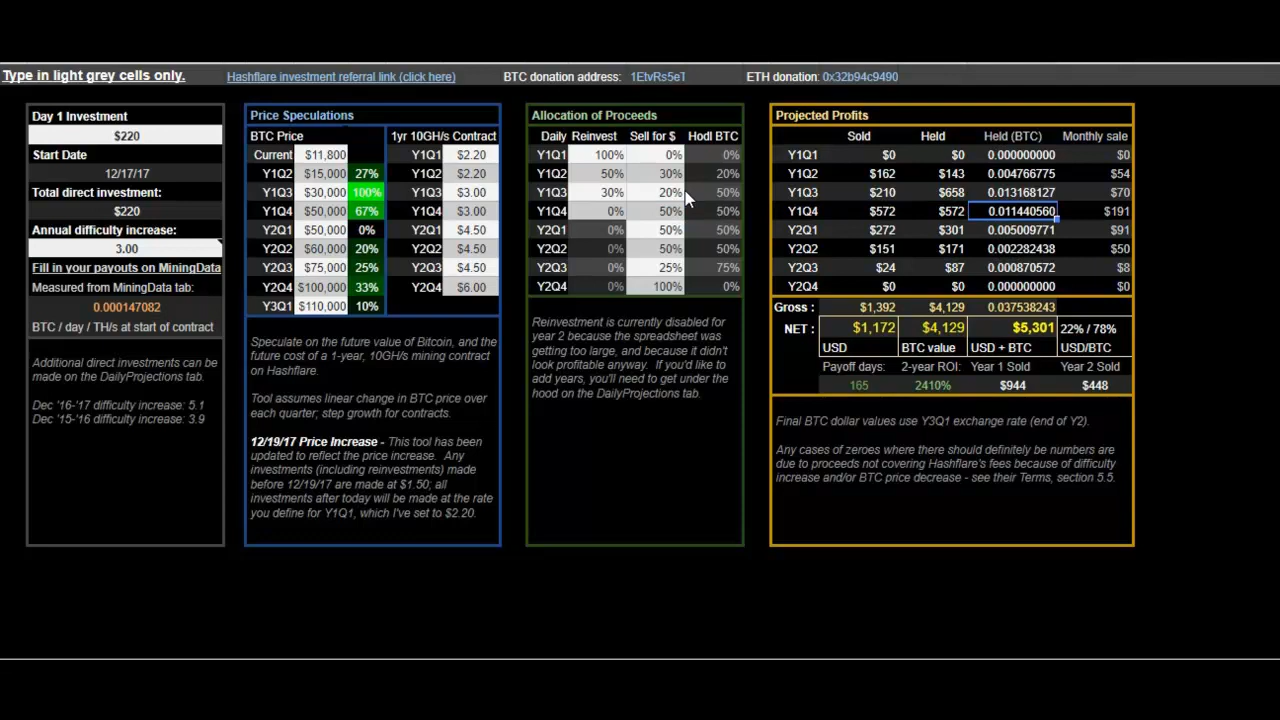 Type in light grey cells only. Hashflare investment referral link (click here) BTC donation address: 1EtvRs5eT ETH donation: 0x32b94c9490
Day 1 Investment
$220
Start Date
12/17/17
Total direct investment:
$220
Annual difficulty increase:
3.00
Fill in your payouts on MiningData
Measured from MiningData tab:
0.000147082
BTC / day / TH/s at start of contract
Additional direct investments can be
made on the DailyProjections tab.
Dec '16-'17 difficulty increase: 5.1
Dec '15-'16 difficulty increase: 3.9
Price Speculations
BTC Price 1yr 10GH/s Contract
Current $11,800 Y1Q1 $2.20
Y1Q2 $15,000 27% Y1Q2 $2.20
Y1Q3 $30,000 100% Y1Q3 $3.00
Y1Q4 $50,000 67% Y1Q4 $3.00
Y2Q1 $50,000 0% Y2Q1 $4.50
Y2Q2 $60,000 20% Y2Q2 $4.50
Y2Q3 $75,000 25% Y2Q3 $4.50
Y2Q4 $100,000 33% Y2Q4 $6.00
Y3Q1 $110,000 10%
Speculate on the future value of Bitcoin, and the
future cost of a 1-year, 10GH/s mining contract
on Hashflare.
Tool assumes linear change in BTC price over
each quarter; step growth for contracts.
12/19/17 Price Increase - This tool has been
updated to reflect the price increase. Any
investments (including reinvestments) made
before 12/19/17 are made at $1.50; all
investments after today will be made at the rate
you define for Y1Q1, which I've set to $2.20.
Allocation of Proceeds
Daily Reinvest Sell for $ Hodl BTC
Y1Q1 100% 0% 0%
Y1Q2 50% 30% 20%
Y1Q3 30% 20% 50%
Y1Q4 0% 50% 50%
Y2Q1 0% 50% 50%
Y2Q2 0% 50% 50%
Y2Q3 0% 25% 75%
Y2Q4 0% 100% 0%
Reinvestment is currently disabled for
year 2 because the spreadsheet was
getting too large, and because it didn't
look profitable anyway. If you'd like to
add years, you'll need to get under the
hood on the DailyProjections tab.
Projected Profits
Sold Held Held (BTC) Monthly sale
Y1Q1 $0 $0 0.000000000 $0
Y1Q2 $162 $143 0.004766775 $54
Y1Q3 $210 $658 0.013168127 $70
Y1Q4 $572 $572 0.011440560 $191
Y2Q1 $272 $301 0.005009771 $91
Y2Q2 $151 $171 0.002282438 $50
Y2Q3 $24 $87 0.000870572 $8
Y2Q4 $0 $0 0.000000000 $0
Gross : $1,392 $4,129 0.037538243
NET : $1,172 $4,129 $5,301 22% / 78%
USD BTC value USD + BTC USD/BTC
Payoff days: 2-year ROI: Year 1 Sold Year 2 Sold
165 2410% $944 $448
Final BTC dollar values use Y3Q1 exchange rate (end of Y2).
Any cases of zeroes where there should definitely be numbers are
due to proceeds not covering Hashflare's fees because of difficulty
increase and/or BTC price decrease - see their Terms, section 5.5.